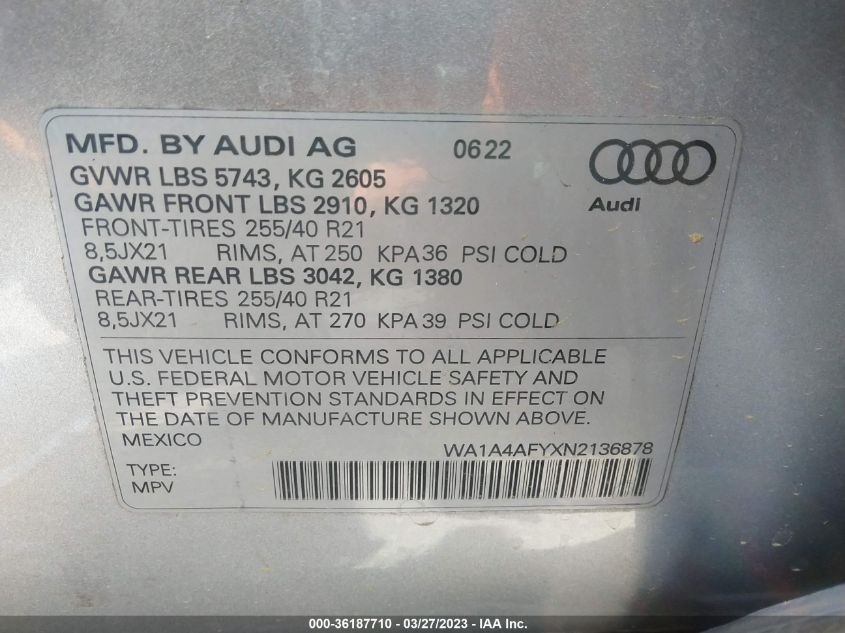 MFD. BY AUDI AG 0622
GVWR LBS 5743, KG 2605
GAWR FRONT LBS 2910, KG 1320
Audi
FRONT-TIRES 255/40 R21
8,5JX21 RIMS, AT 250 KPA 36 PSI COLD
GAWR REAR LBS 3042, KG 1380
REAR-TIRES 255/40 R21
8,5JX21 RIMS, AT 270 KPA 39 PSI COLD
THIS VEHICLE CONFORMS TO ALL APPLICABLE
U.S. FEDERAL MOTOR VEHICLE SAFETY AND
THEFT PREVENTION STANDARDS IN EFFECT ON
THE DATE OF MANUFACTURE SHOWN ABOVE.
MEXICO
WA1A4AFYXN2136878
TYPE:
MPV
000-36187710 - 03/27/2023 - IAA Inc.